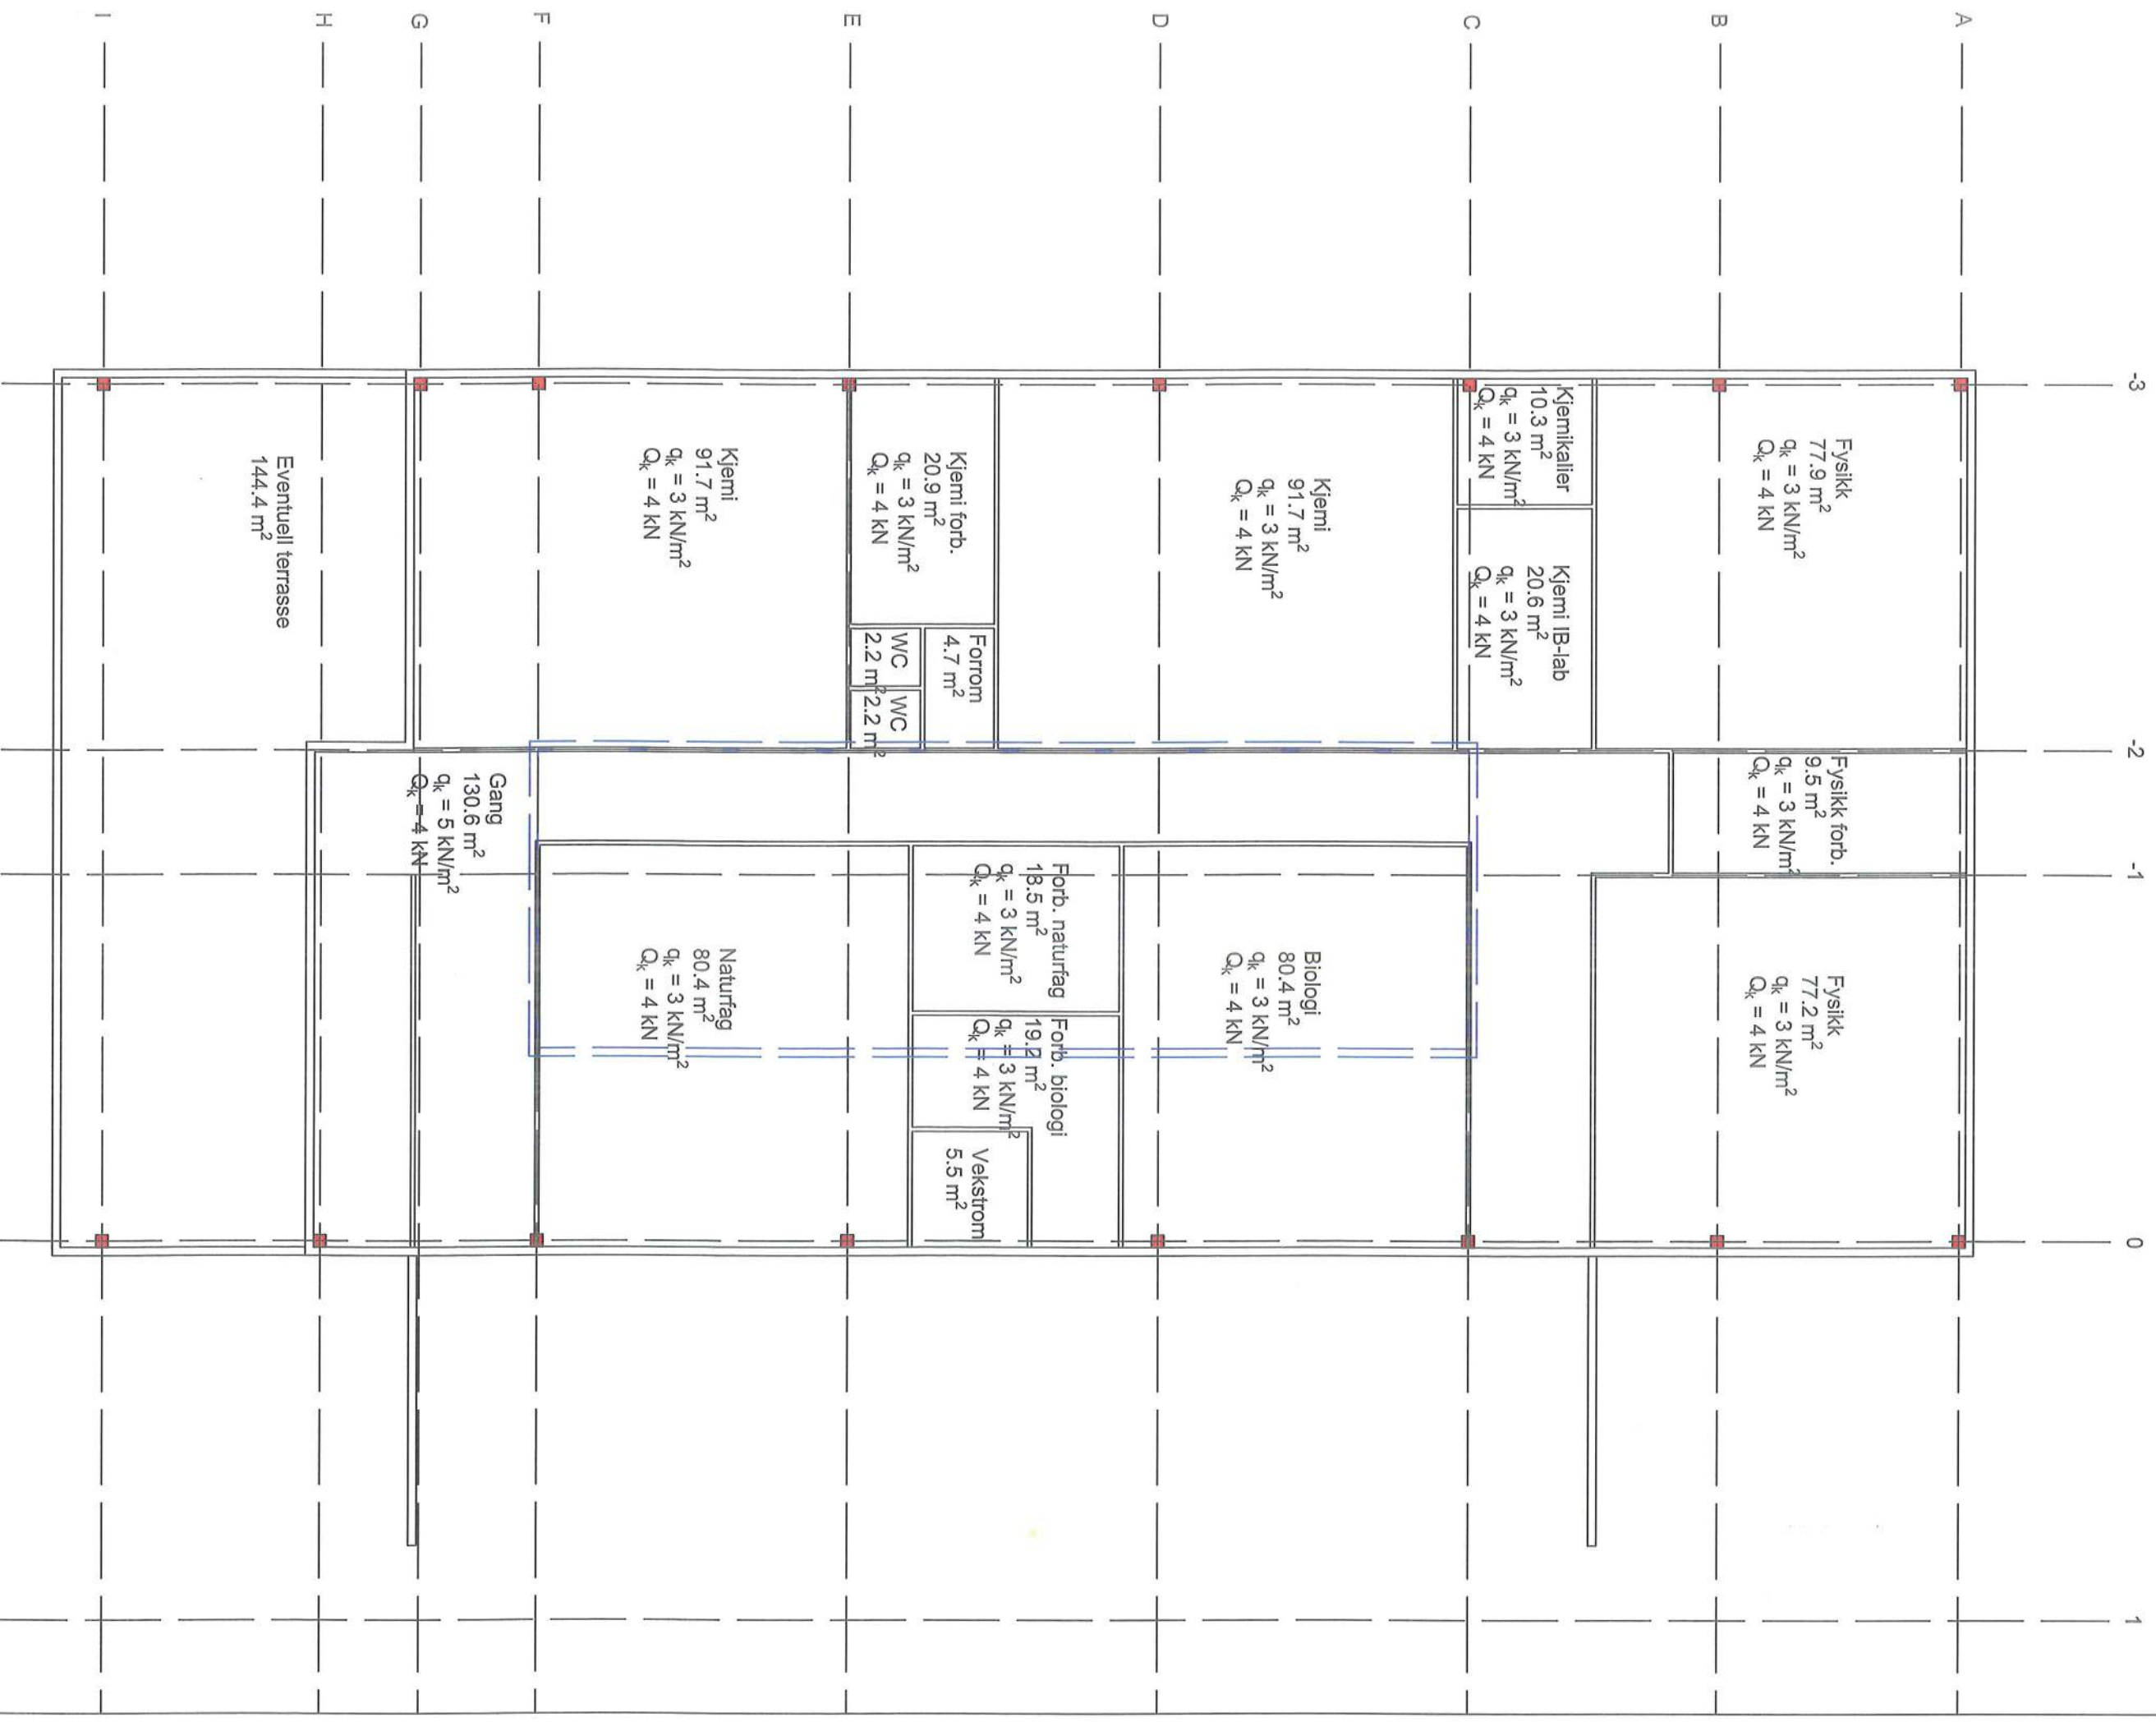 A
B
C
D
E
F
G
H
I
-3
-2
-1
0
1
Fysikk
77.9 m²
qk = 3 kN/m²
Qk = 4 kN
Fysikk forb.
9.5 m²
qk = 3 kN/m²
Qk = 4 kN
Fysikk
77.2 m²
qk = 3 kN/m²
Qk = 4 kN
Kjemikalier
10.3 m²
qk = 3 kN/m²
Qk = 4 kN
Kjemi IB-lab
20.6 m²
qk = 3 kN/m²
Qk = 4 kN
Kjemi
91.7 m²
qk = 3 kN/m²
Qk = 4 kN
Biologi
80.4 m²
qk = 3 kN/m²
Qk = 4 kN
Kjemi forb.
20.9 m²
qk = 3 kN/m²
Qk = 4 kN
Forrom
4.7 m²
WC
2.2 m²
WC
2.2 m²
Forb. naturfag
18.5 m²
qk = 3 kN/m²
Qk = 4 kN
Forb. biologi
19.2 m²
qk = 3 kN/m²
Qk = 4 kN
Vekstrom
5.5 m²
Kjemi
91.7 m²
qk = 3 kN/m²
Qk = 4 kN
Naturfag
80.4 m²
qk = 3 kN/m²
Qk = 4 kN
Gang
130.6 m²
qk = 5 kN/m²
Qk = 4 kN
Eventuell terrasse
144.4 m²